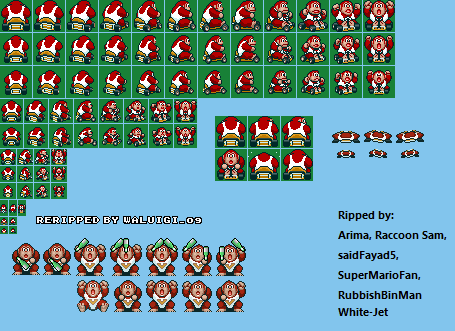 RERIPPED BY WALUIGI_09
Ripped by:
Arima, Raccoon Sam,
saidFayad5,
SuperMarioFan,
RubbishBinMan
White-Jet